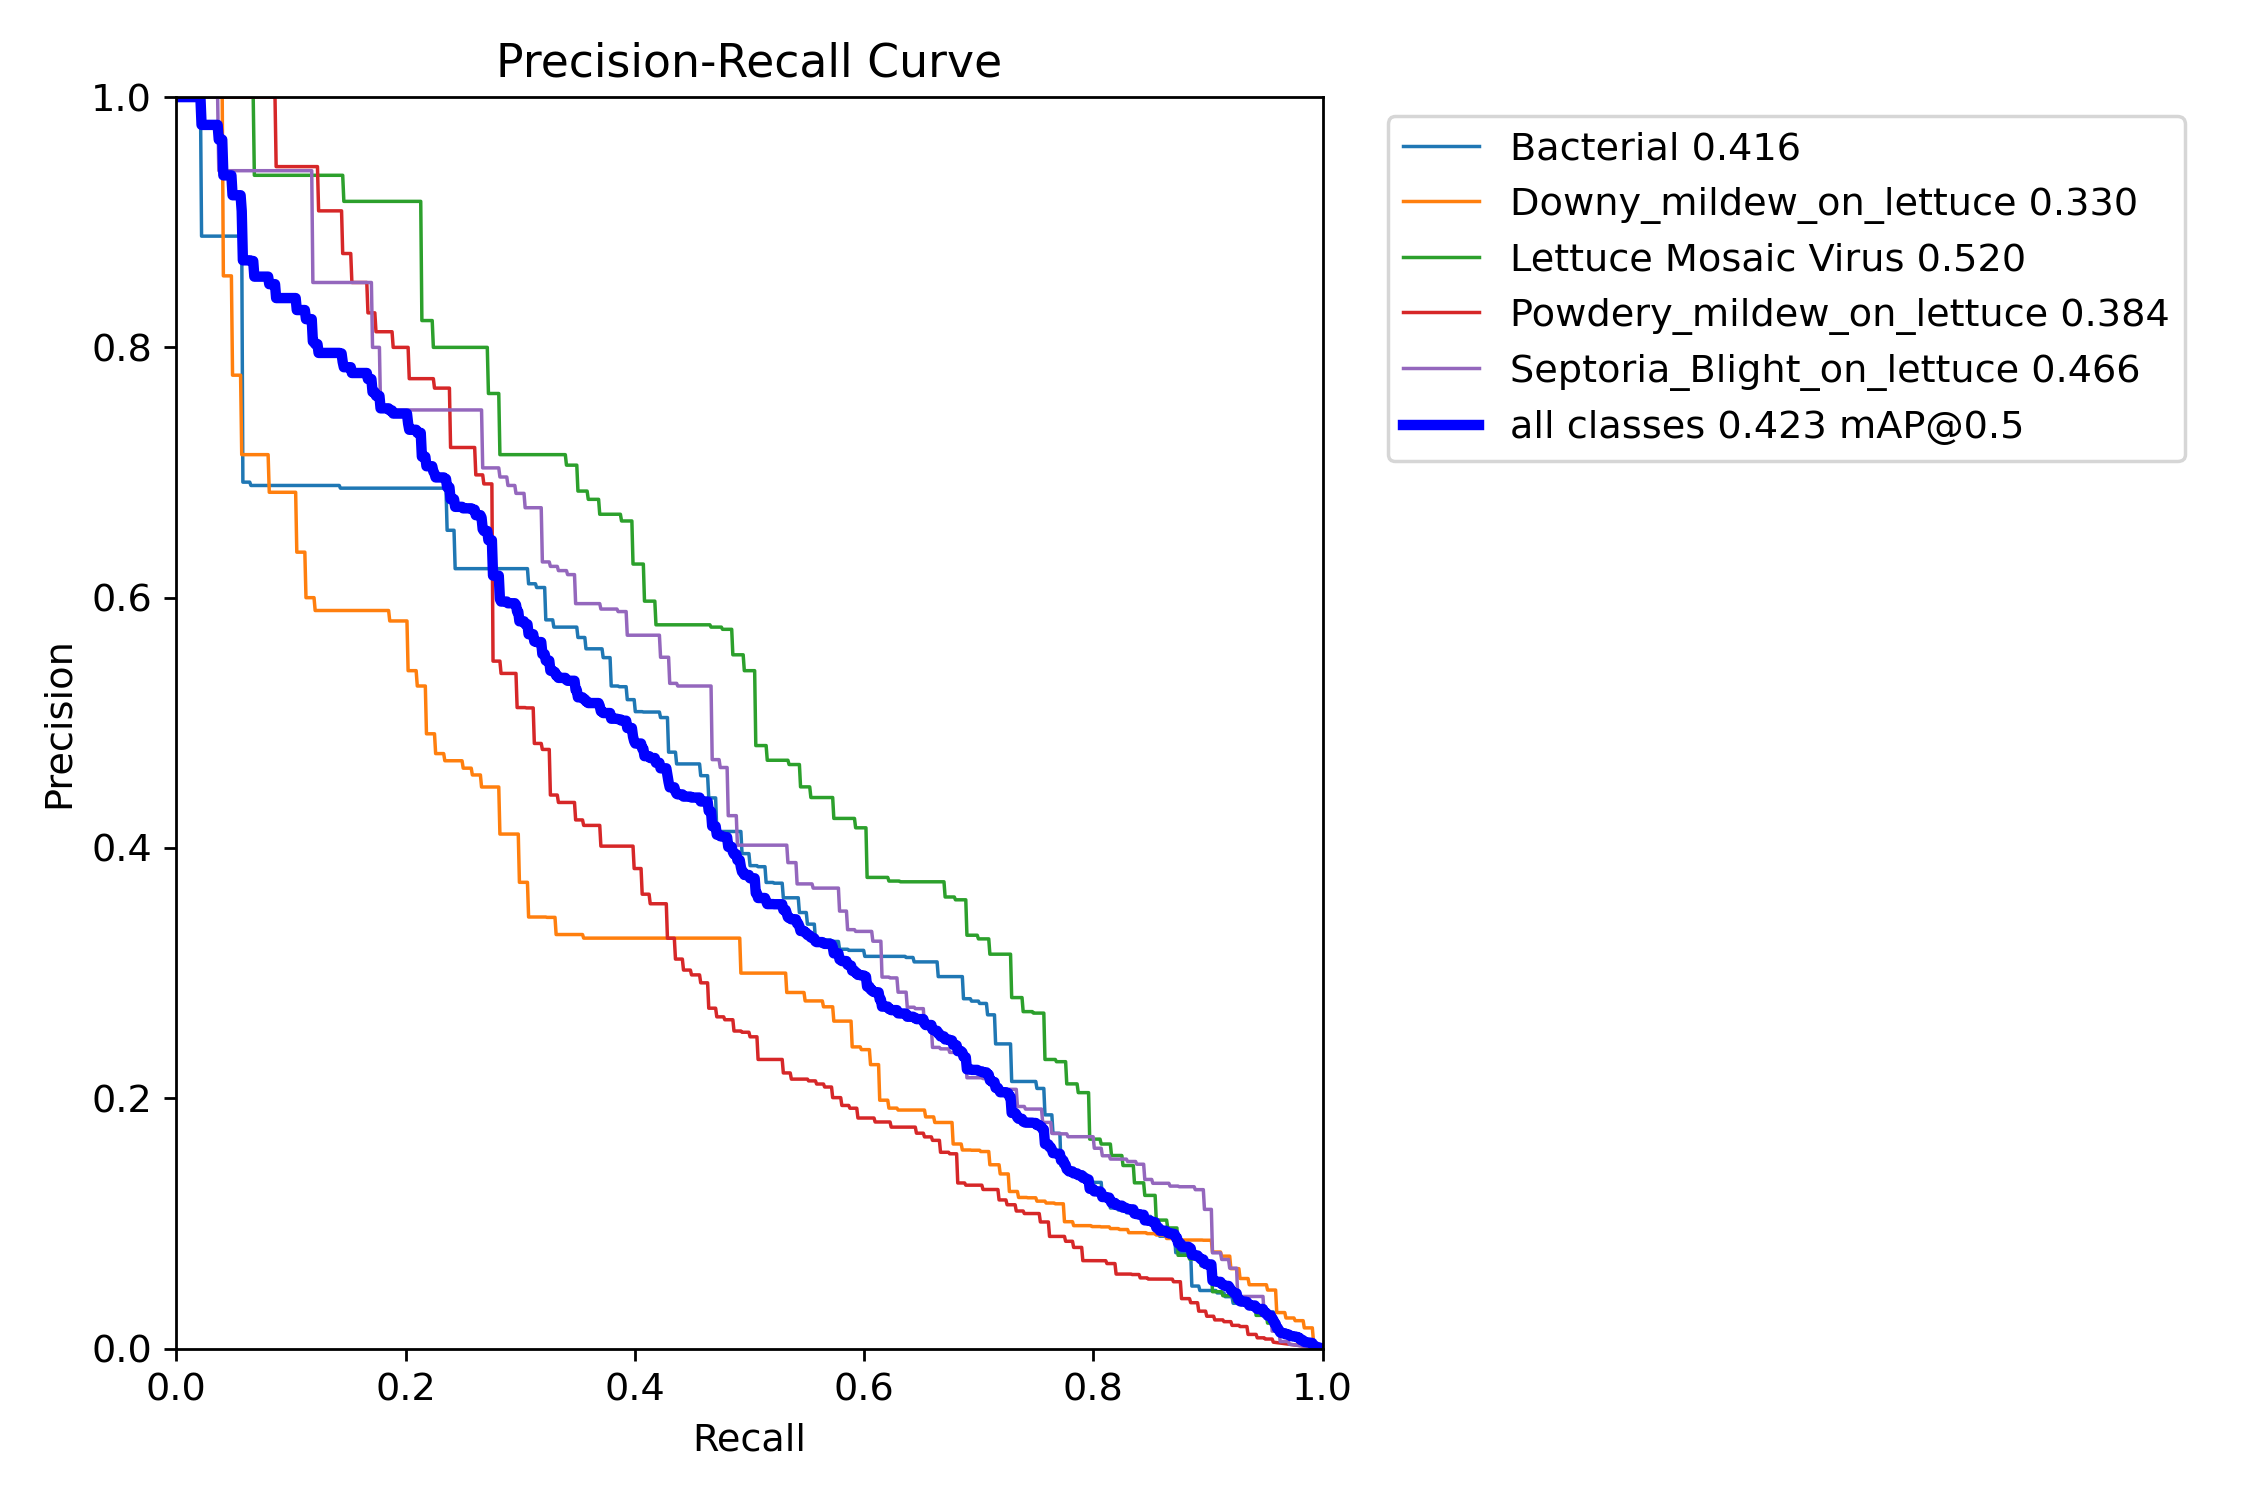 Precision-Recall Curve
1.0
0.8
0.6
0.4
0.2
0.0
Precision
0.0 0.2 0.4 0.6 0.8 1.0
Recall
Bacterial 0.416
Downy_mildew_on_lettuce 0.330
Lettuce Mosaic Virus 0.520
Powdery_mildew_on_lettuce 0.384
Septoria_Blight_on_lettuce 0.466
all classes 0.423 mAP@0.5